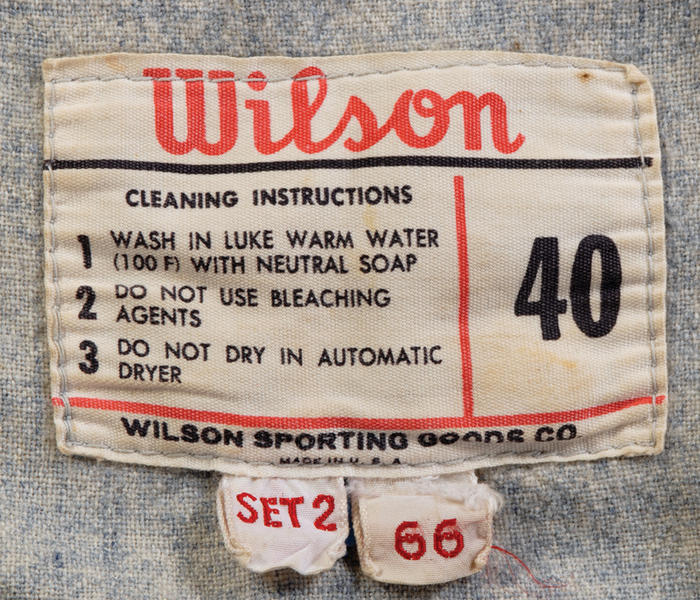 Wilson
CLEANING INSTRUCTIONS
1 WASH IN LUKE WARM WATER
(100 F) WITH NEUTRAL SOAP
2 DO NOT USE BLEACHING
AGENTS
3 DO NOT DRY IN AUTOMATIC
DRYER
40
WILSON SPORTING GOODS CO.
MADE IN U.S.A.
SET 2
66